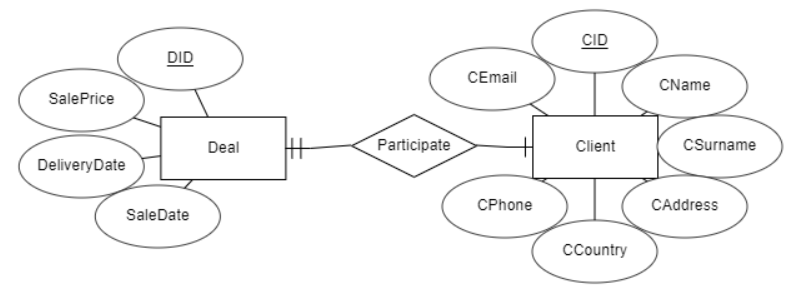 DID
CID
CEmail
CName
SalePrice
Deal
Participate
Client
CSurname
DeliveryDate
SaleDate
CPhone
CAddress
CCountry